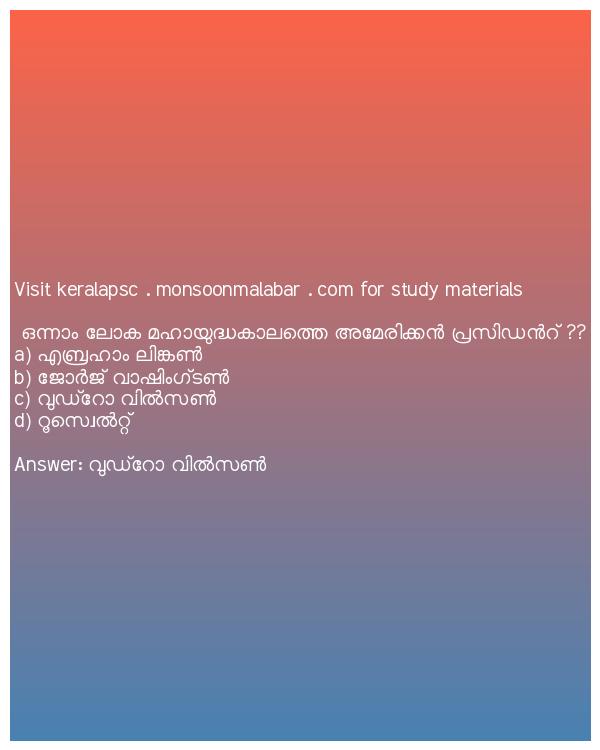 Visit keralapsc . monsoonmalabar . com for study materials
ഒന്നാം ലോക മഹായുദ്ധകാലത്തെ അമേരിക്കൻ പ്രസിഡൻറ് ??
a) എബ്രഹാം ലിങ്കൺ
b) ജോർജ് വാഷിംഗ്ടൺ
c) വുഡ്റോ വിൽസൺ
d) റൂസ്വെൽറ്റ്
Answer: വുഡ്റോ വിൽസൺ